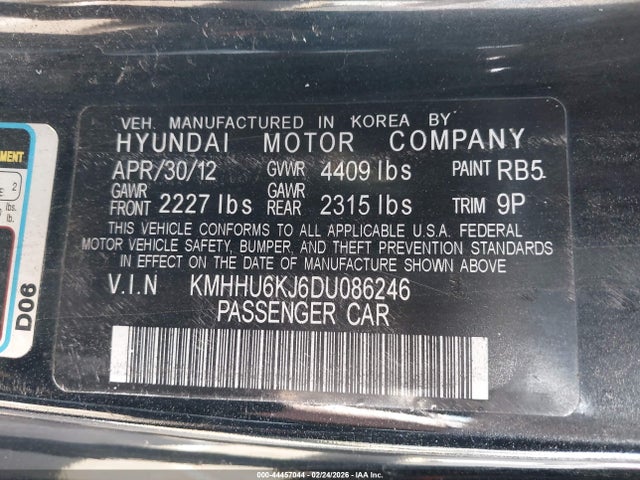 VEH. MANUFACTURED IN KOREA BY
HYUNDAI MOTOR COMPANY
APR/30/12 GVWR 4409 lbs PAINT RB5
GAWR FRONT 2227 lbs GAWR REAR 2315 lbs TRIM 9P
THIS VEHICLE CONFORMS TO ALL APPLICABLE U.S.A. FEDERAL
MOTOR VEHICLE SAFETY, BUMPER, AND THEFT PREVENTION STANDARDS
IN EFFECT ON THE DATE OF MANUFACTURE SHOWN ABOVE
V.I.N KMHHU6KJ6DU086246
PASSENGER CAR
2
lbs.
lb.
D06
000-44457044 - 02/24/2026 - IAA Inc.